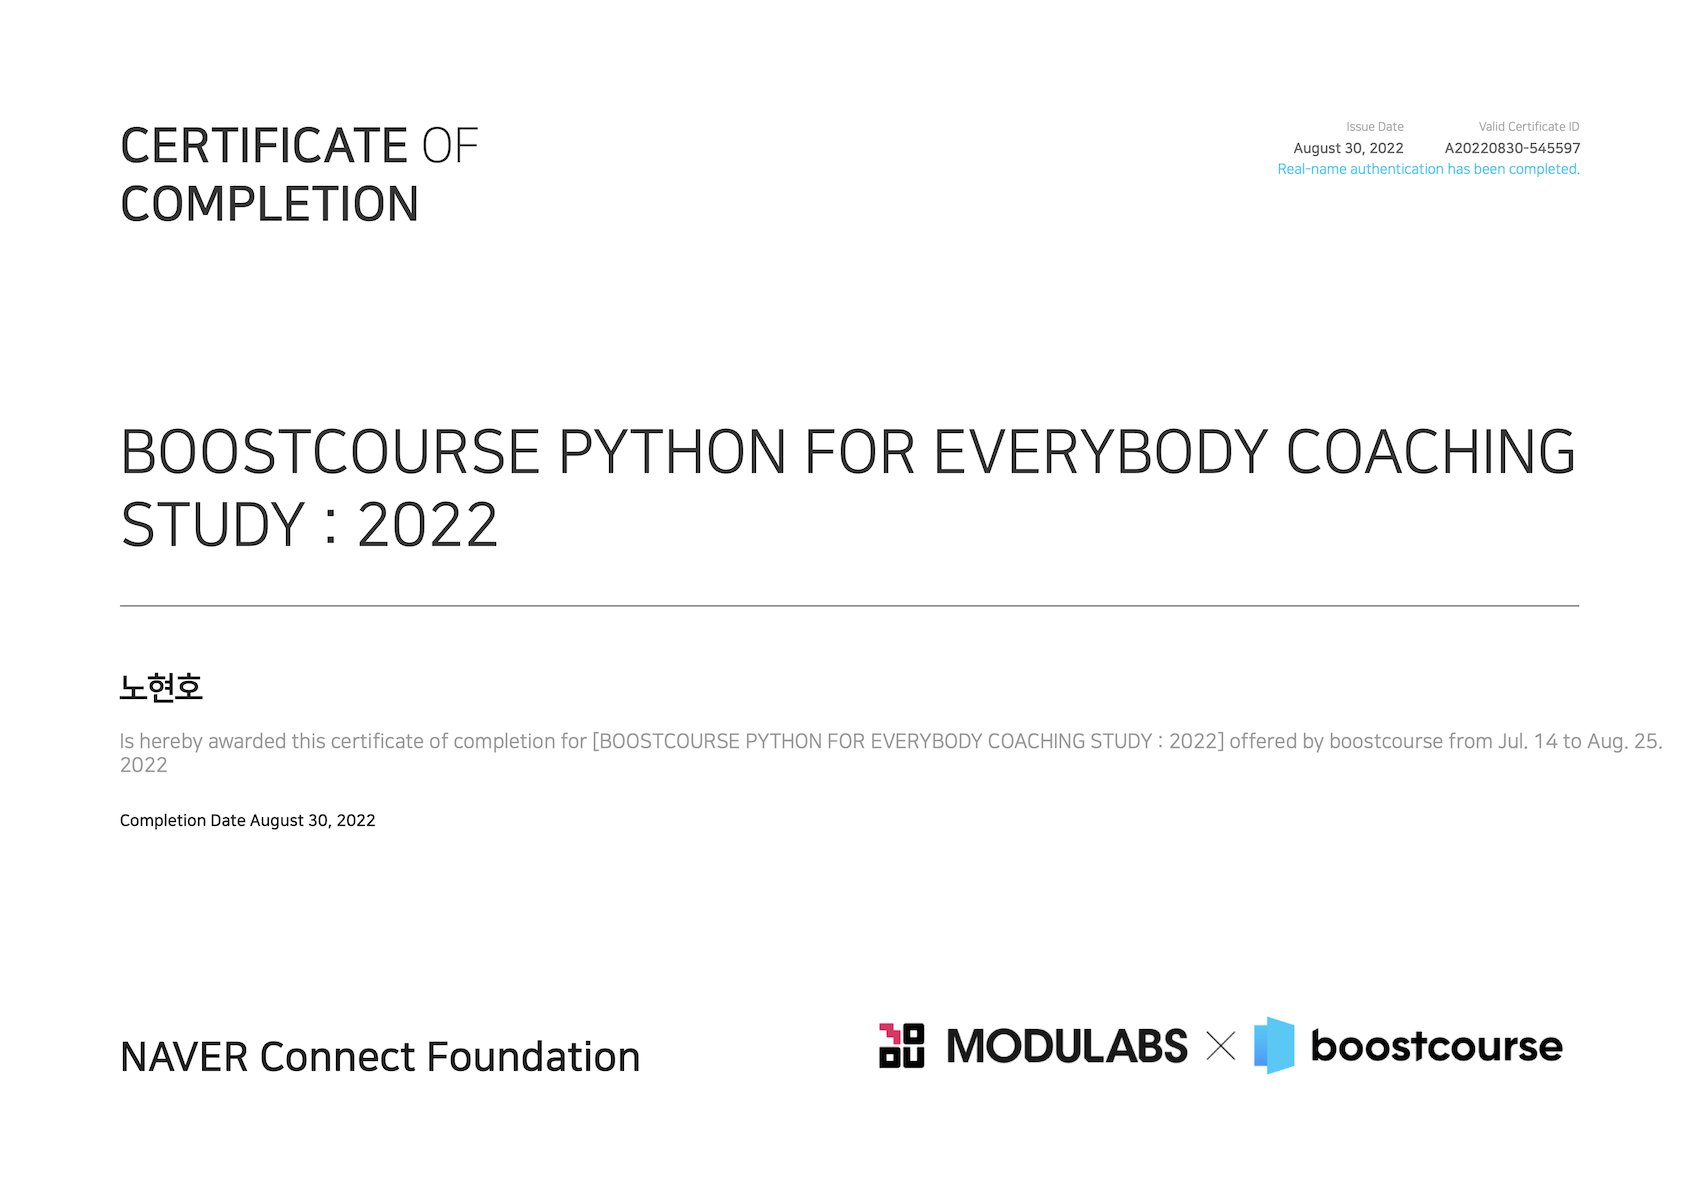 CERTIFICATE OF
COMPLETION
Issue Date
August 30, 2022
Valid Certificate ID
A20220830-545597
Real-name authentication has been completed.
BOOSTCOURSE PYTHON FOR EVERYBODY COACHING
STUDY : 2022
노현호
Is hereby awarded this certificate of completion for [BOOSTCOURSE PYTHON FOR EVERYBODY COACHING STUDY : 2022] offered by boostcourse from Jul. 14 to Aug. 25.
2022
Completion Date August 30, 2022
NAVER Connect Foundation
MODULABS × boostcourse